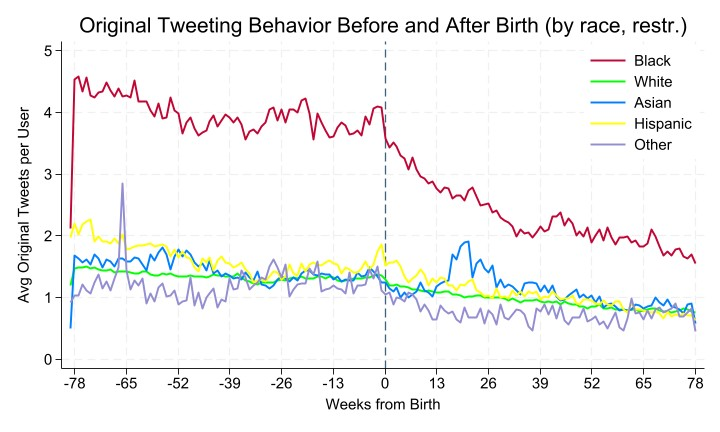 Original Tweeting Behavior Before and After Birth (by race, restr.)
Avg Original Tweets per User
5
4
3
2
1
0
Black
White
Asian
Hispanic
Other
-78 -65 -52 -39 -26 -13 0 13 26 39 52 65 78
Weeks from Birth